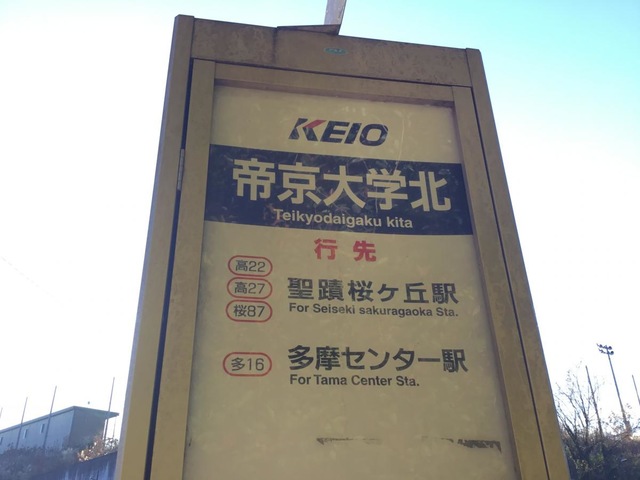 KEIO
帝京大学北
Teikyodaigaku kita
行先
高22
高27
桜87
聖蹟桜ヶ丘駅
For Seiseki sakuragaoka Sta.
多16
多摩センター駅
For Tama Center Sta.